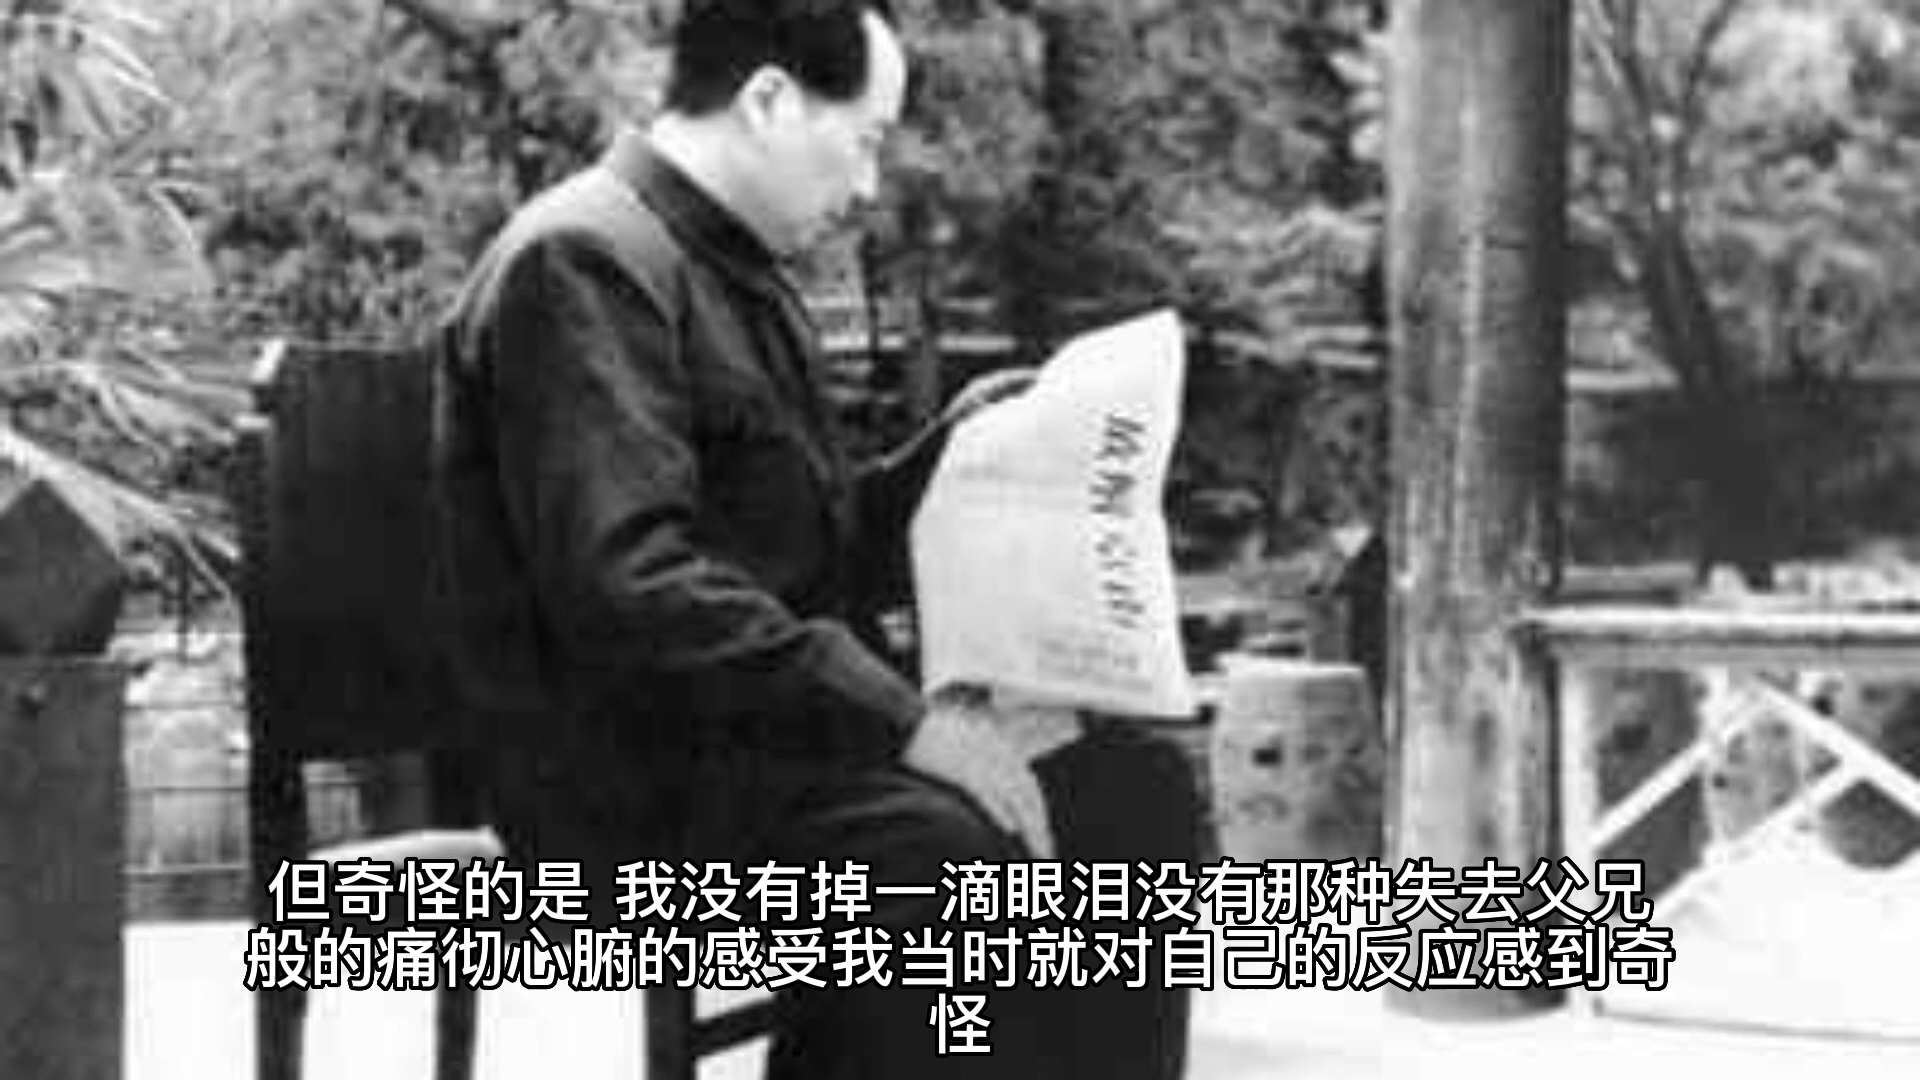 但奇怪的是 我没有掉一滴眼泪没有那种失去父兄
般的痛彻心腑的感受我当时就对自己的反应感到奇
怪